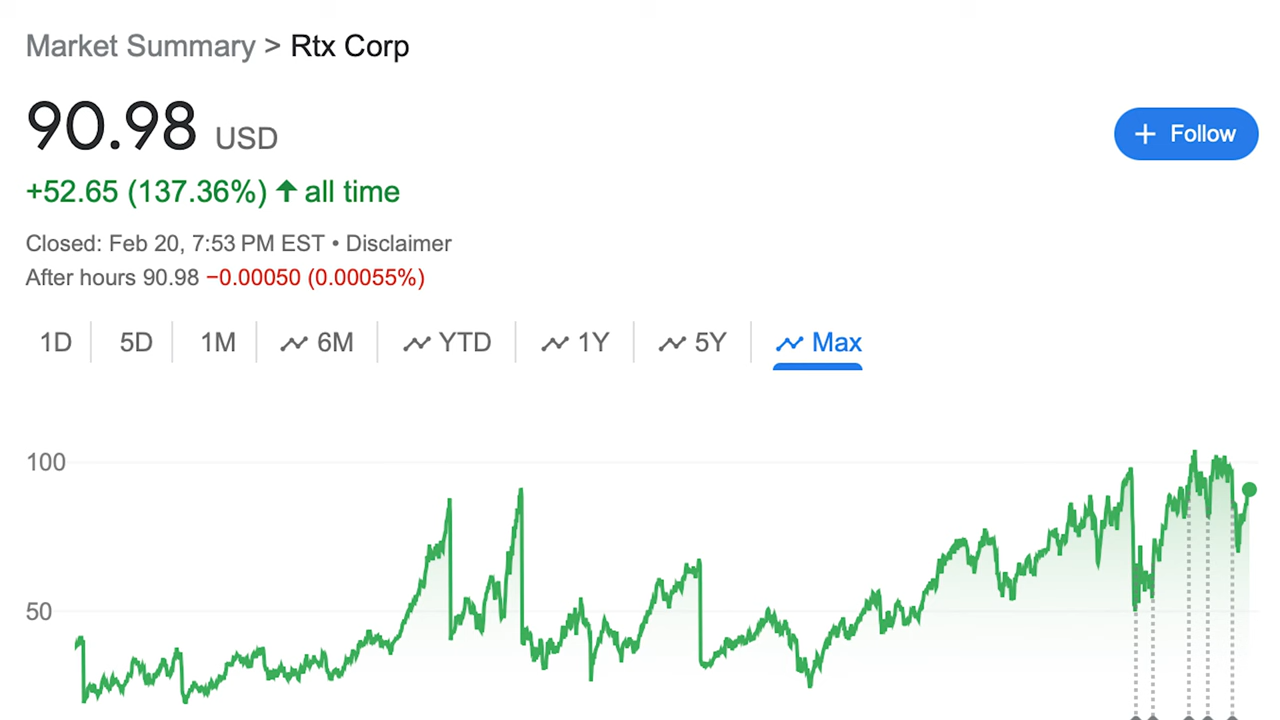 Market Summary > Rtx Corp
90.98 USD
+ Follow
+52.65 (137.36%) ↑ all time
Closed: Feb 20, 7:53 PM EST • Disclaimer
After hours 90.98 −0.00050 (0.00055%)
1D 5D 1M 6M YTD 1Y 5Y Max
100
50